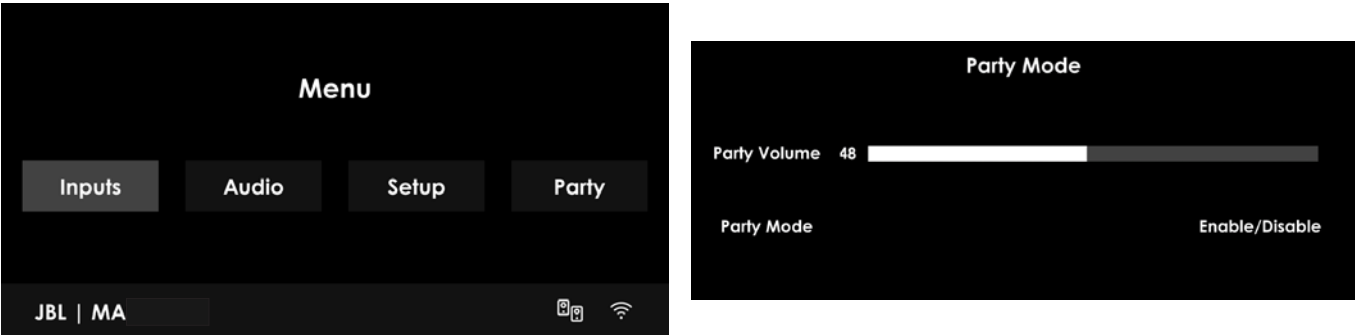 Menu
Inputs Audio Setup Party
JBL | MA
Party Mode
Party Volume 48
Party Mode Enable/Disable